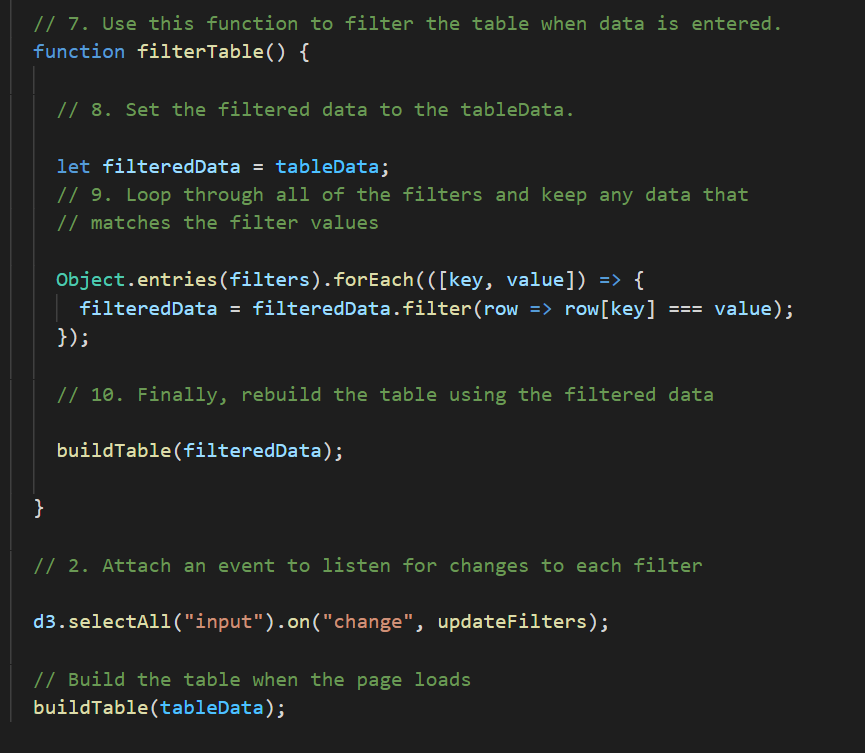 // 7. Use this function to filter the table when data is entered.
function filterTable() {
// 8. Set the filtered data to the tableData.
let filteredData = tableData;
// 9. Loop through all of the filters and keep any data that
// matches the filter values
Object.entries(filters).forEach(([key, value]) => {
filteredData = filteredData.filter(row => row[key] === value);
});
// 10. Finally, rebuild the table using the filtered data
buildTable(filteredData);
}
// 2. Attach an event to listen for changes to each filter
d3.selectAll("input").on("change", updateFilters);
// Build the table when the page loads
buildTable(tableData);